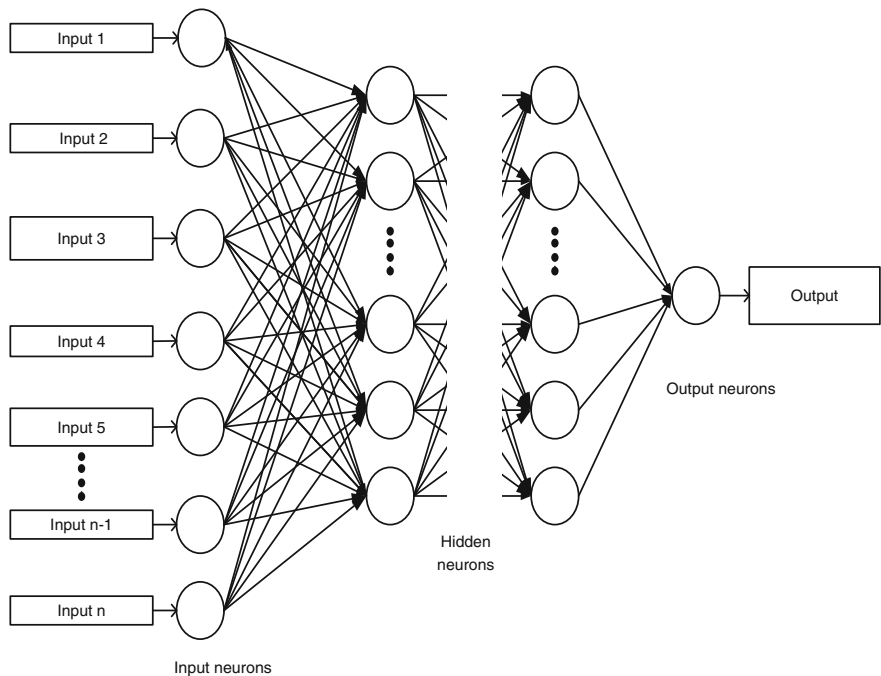 Input 1
Input 2
Input 3
Input 4
Input 5
Input n-1
Input n
Input neurons
Hidden
neurons
Output neurons
Output